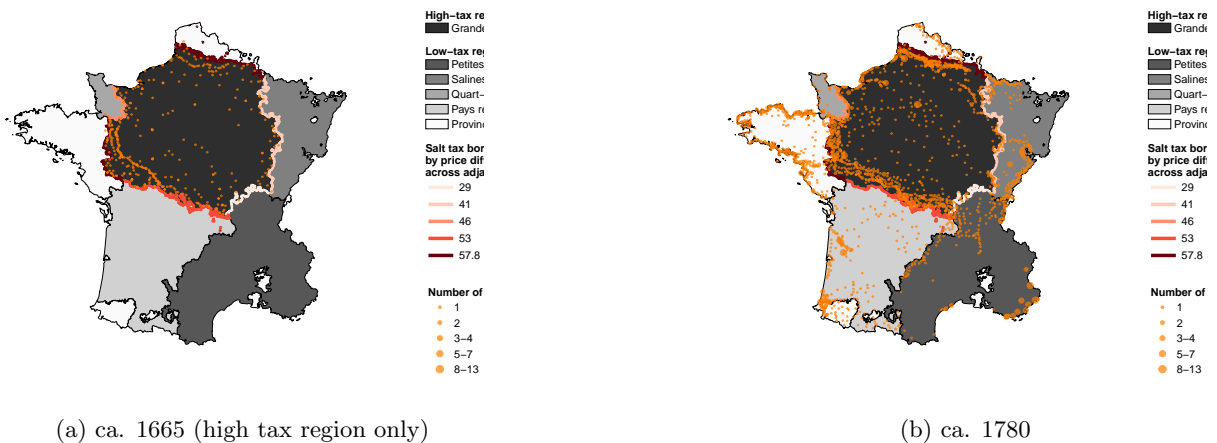 High−tax re
Grande
Low−tax reg
Petites
Salines
Quart−
Pays re
Provinc
Salt tax bor
by price diff
across adja
29
41
46
53
57.8
Number of
1
2
3−4
5−7
8−13
(a) ca. 1665 (high tax region only)
High−tax re
Grande
Low−tax reg
Petites
Salines
Quart−
Pays re
Provinc
Salt tax bor
by price diff
across adja
29
41
46
53
57.8
Number of
1
2
3−4
5−7
8−13
(b) ca. 1780